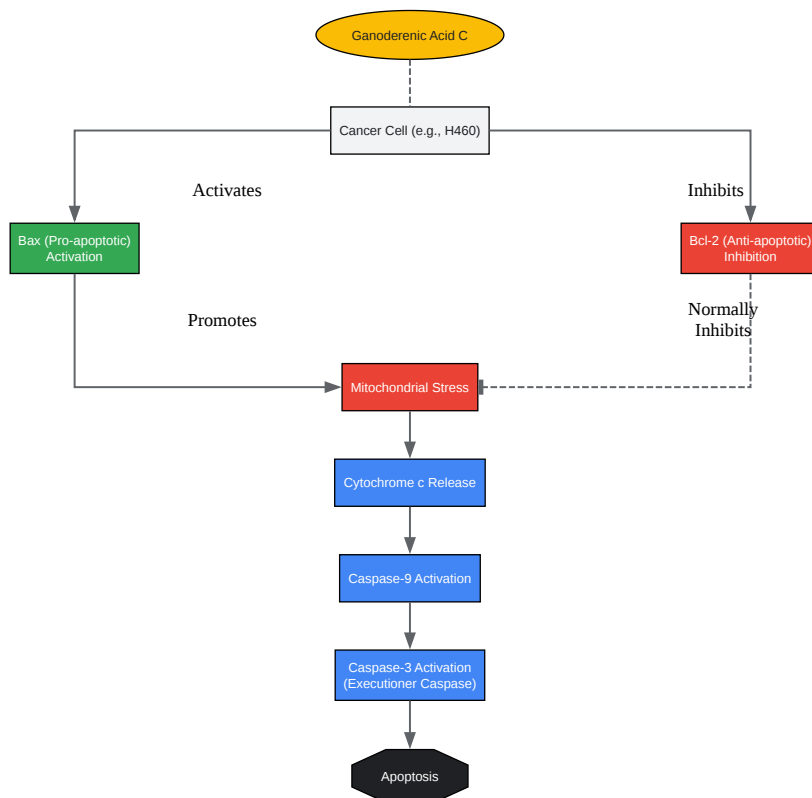 Ganoderenic Acid C
Cancer Cell (e.g., H460)
Activates
Inhibits
Bax (Pro-apoptotic)
Activation
Bcl-2 (Anti-apoptotic)
Inhibition
Promotes
Normally
Inhibits
Mitochondrial Stress
Cytochrome c Release
Caspase-9 Activation
Caspase-3 Activation
(Executioner Caspase)
Apoptosis